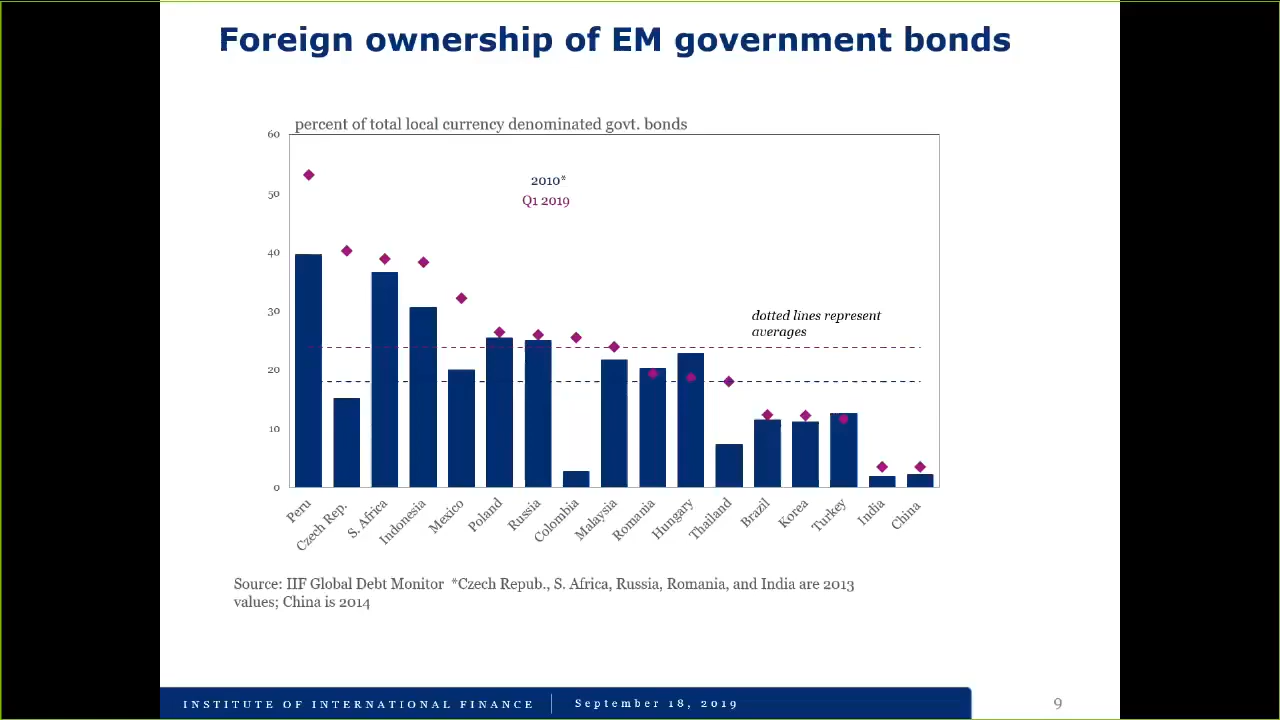 Foreign ownership of EM government bonds
percent of total local currency denominated govt. bonds
60
50
40
30
20
10
0
2010*
Q1 2019
dotted lines represent
averages
Peru
Czech Rep.
S. Africa
Indonesia
Mexico
Poland
Russia
Colombia
Malaysia
Romania
Hungary
Thailand
Brazil
Korea
Turkey
India
China
Source: IIF Global Debt Monitor *Czech Repub., S. Africa, Russia, Romania, and India are 2013
values; China is 2014
INSTITUTE OF INTERNATIONAL FINANCE
September 18, 2019
9